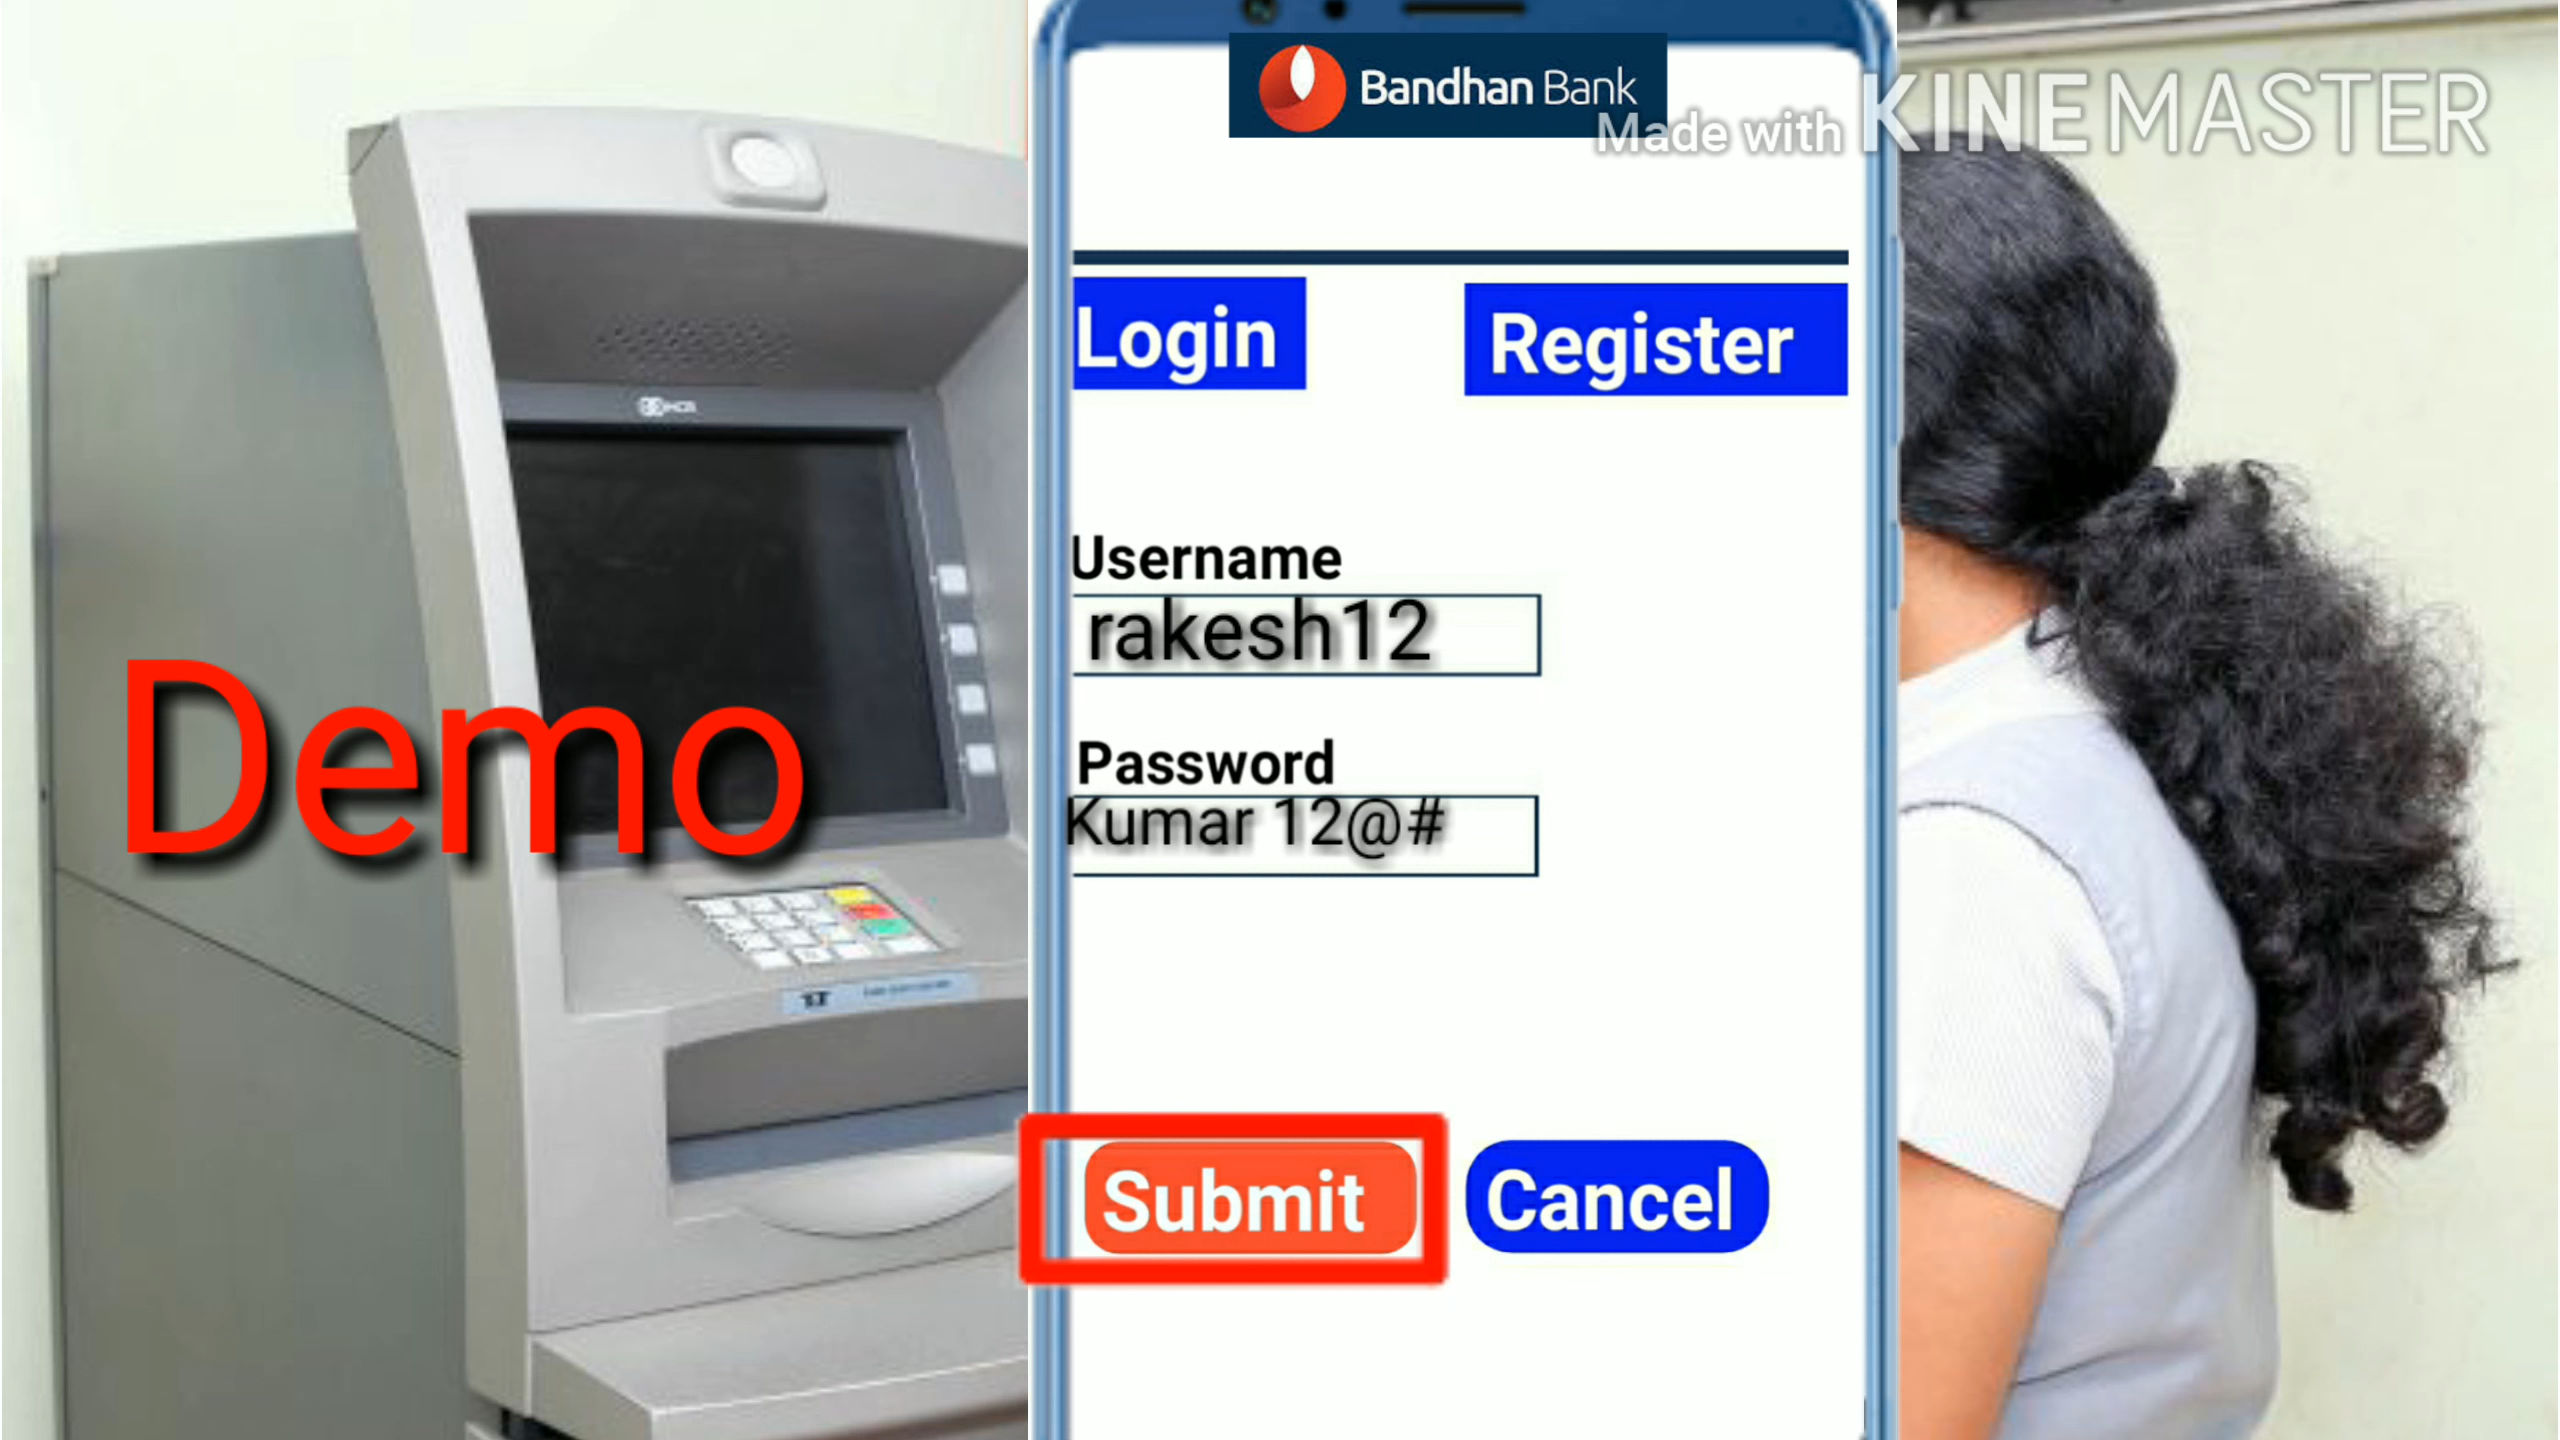 Bandhan Bank
Made with KINEMASTER
Login
Register
Username
rakesh12
Password
Kumar 12@#
Demo
Submit
Cancel